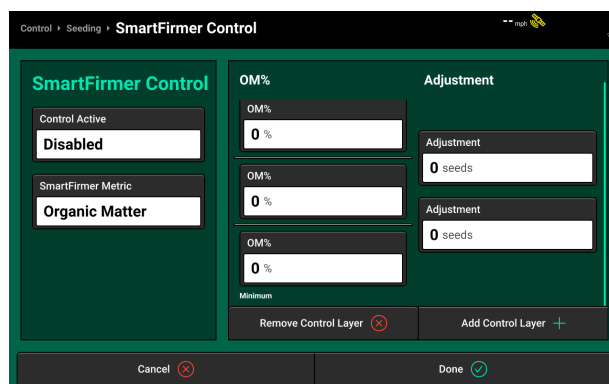 Control › Seeding › SmartFirmer Control
-- mph
SmartFirmer Control
Control Active
Disabled
SmartFirmer Metric
Organic Matter
OM%
Adjustment
OM%
0 %
OM%
0 %
OM%
0 %
Minimum
Adjustment
0 seeds
Adjustment
0 seeds
Remove Control Layer
Add Control Layer
Cancel
Done